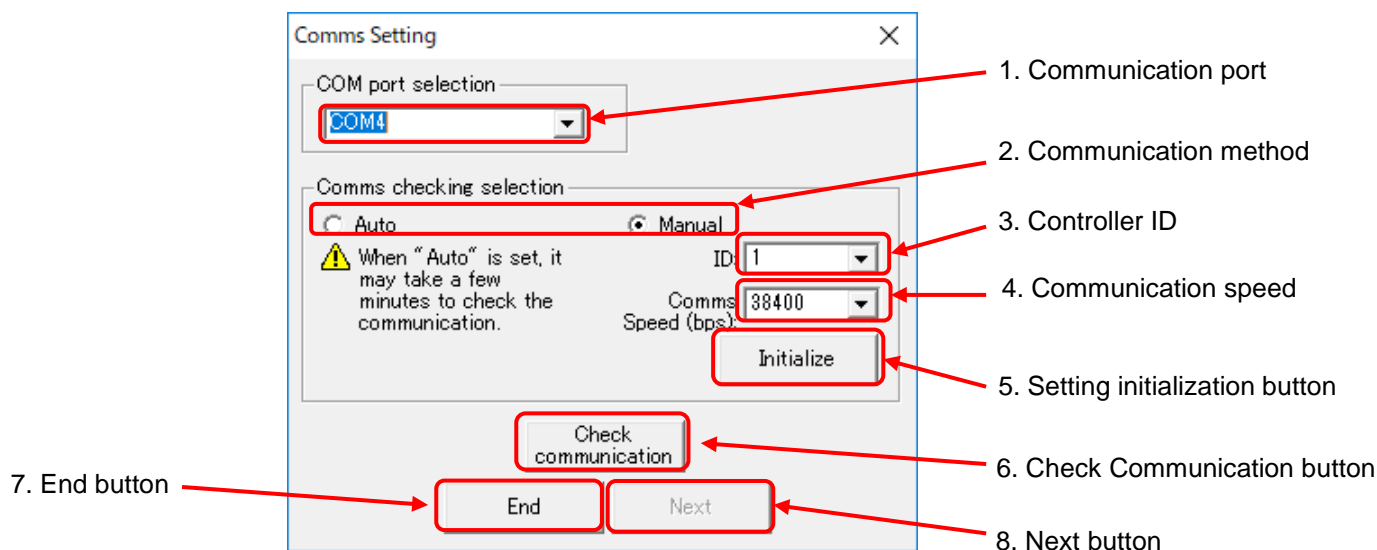 Comms Setting
1. Communication port
COM port selection
COM4
2. Communication method
Comms checking selection
Auto
Manual
3. Controller ID
When "Auto" is set, it
may take a few
minutes to check the
communication.
ID:
1
4. Communication speed
Comms
Speed (bps):
38400
Initialize
5. Setting initialization button
Check
communication
6. Check Communication button
7. End button
End
Next
8. Next button